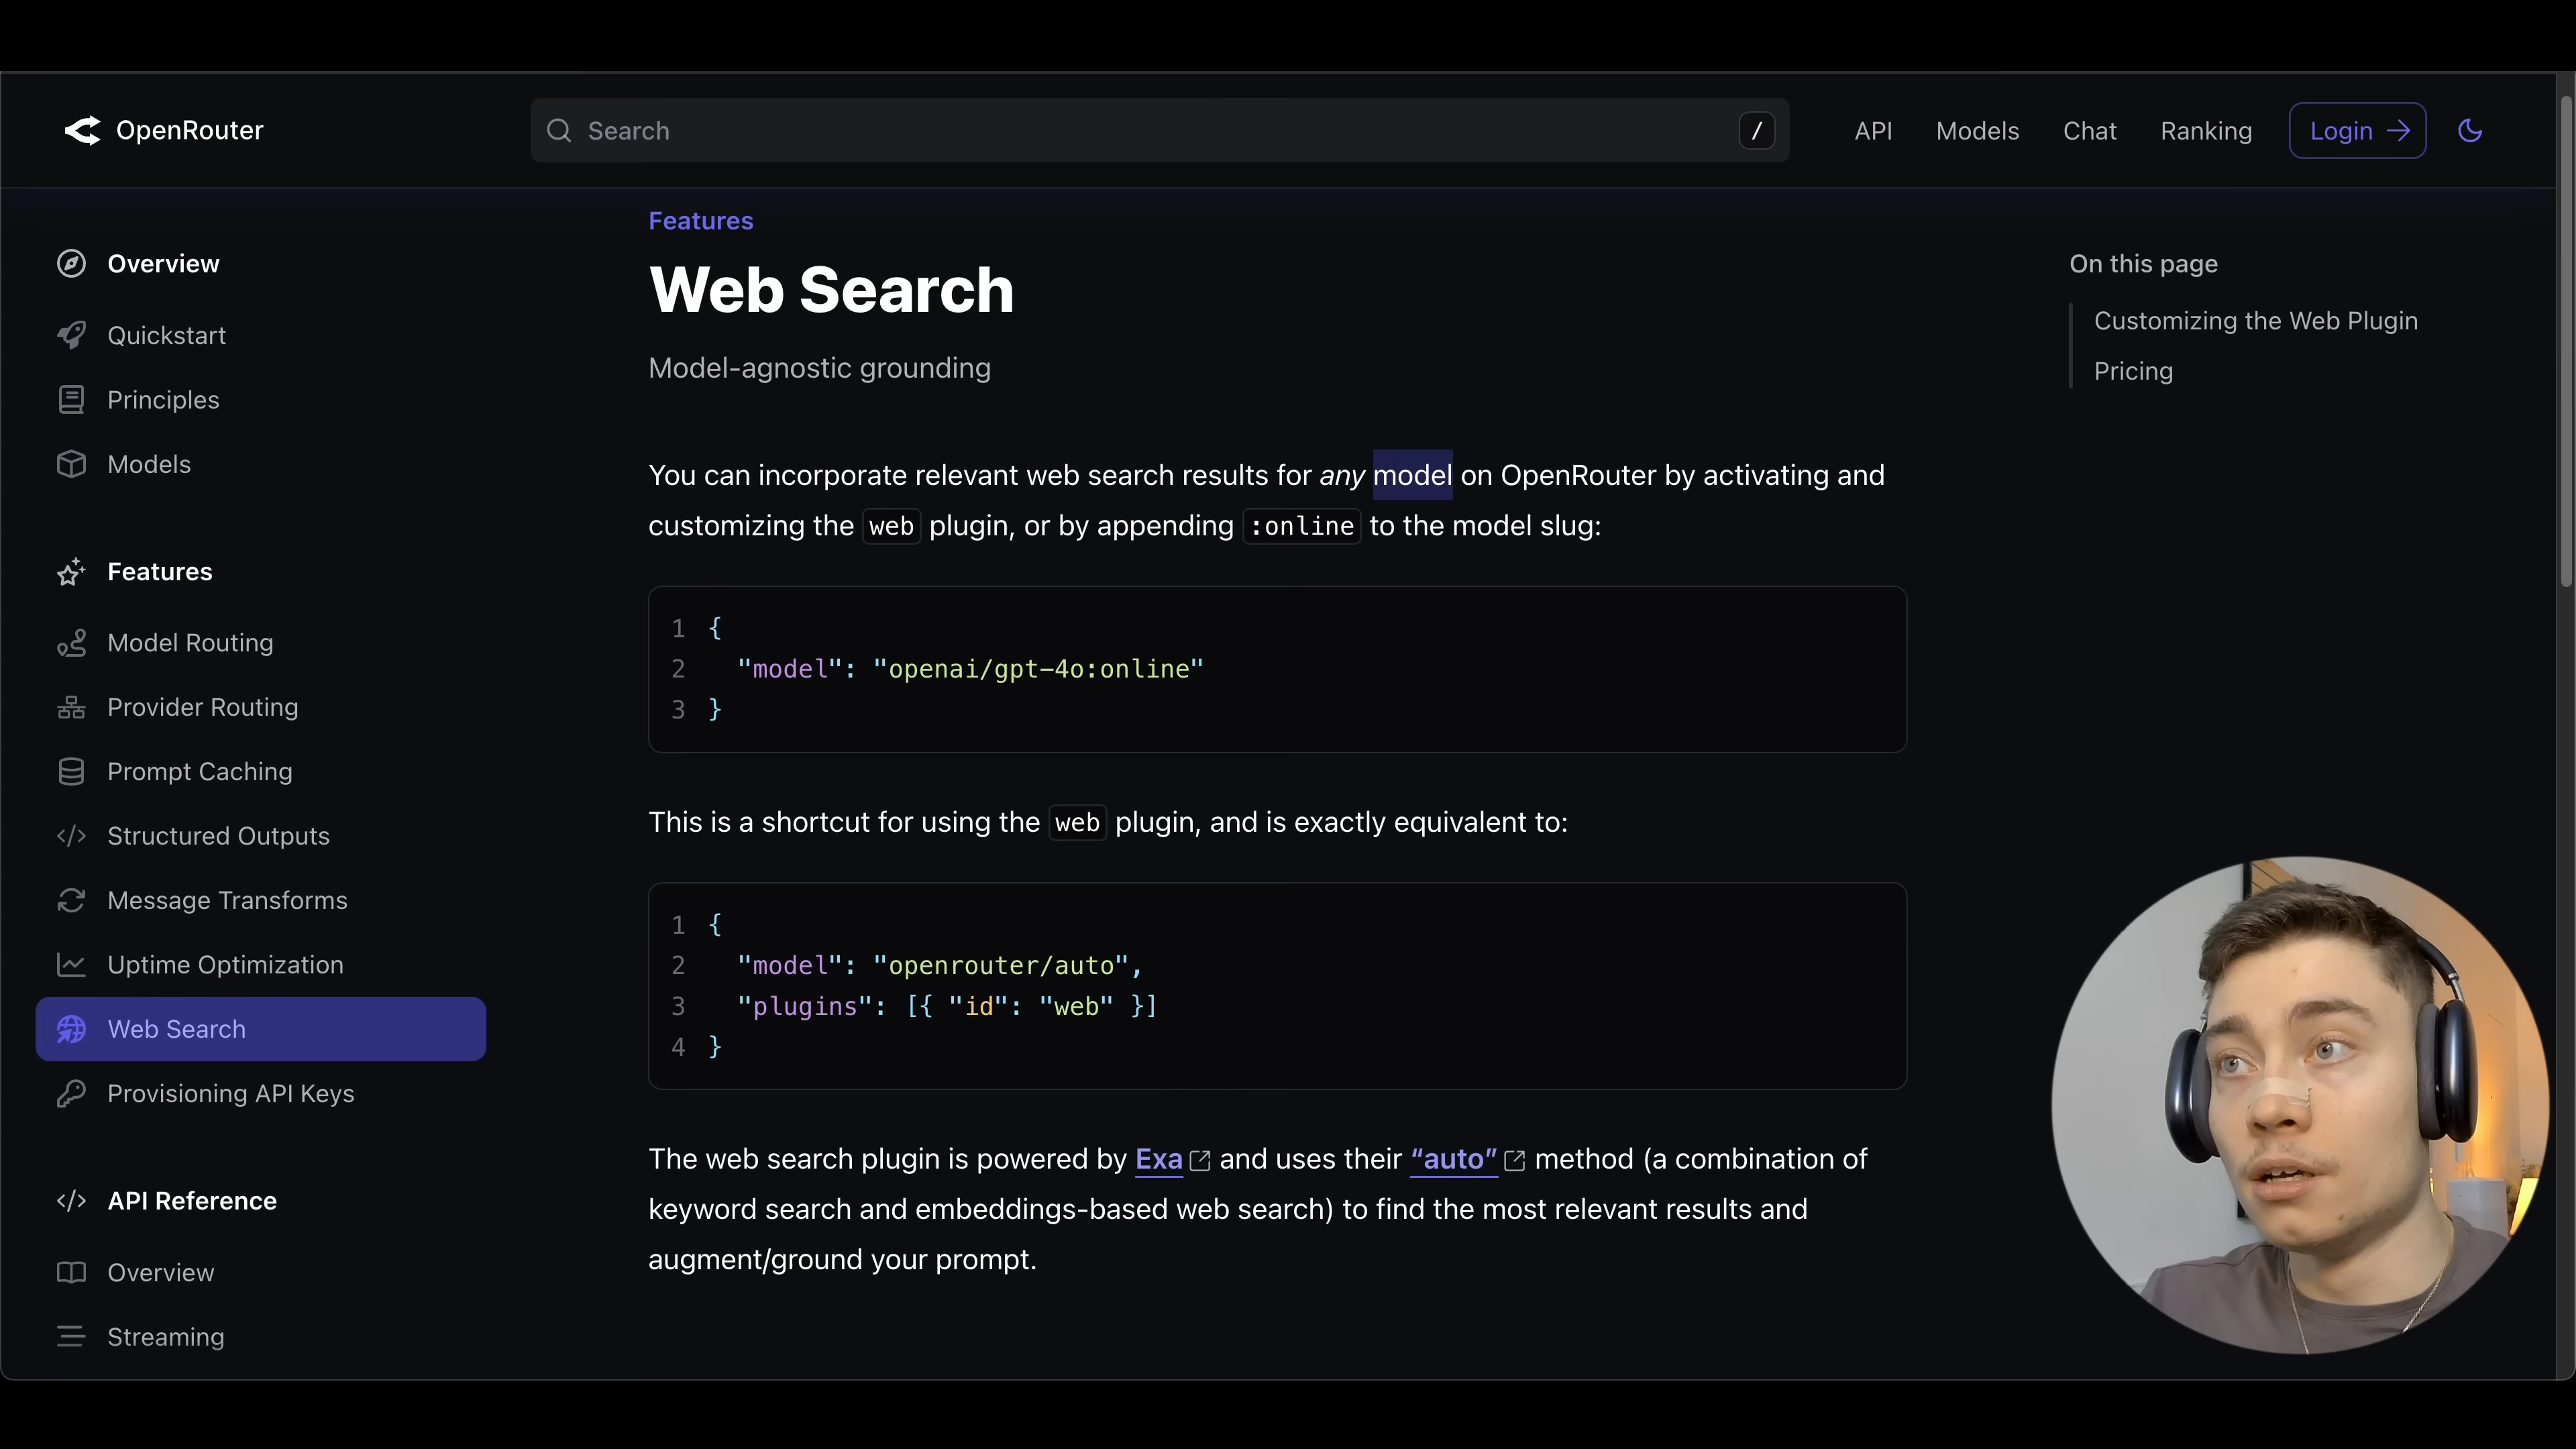 OpenRouter
Search
/
API
Models
Chat
Ranking
Login
Overview
Quickstart
Principles
Models
Features
Model Routing
Provider Routing
Prompt Caching
Structured Outputs
Message Transforms
Uptime Optimization
Web Search
Provisioning API Keys
API Reference
Overview
Streaming
Features
Web Search
Model-agnostic grounding
You can incorporate relevant web search results for any model on OpenRouter by activating and
customizing the web plugin, or by appending :online to the model slug:
1 {
2 "model": "openai/gpt-4o:online"
3 }
This is a shortcut for using the web plugin, and is exactly equivalent to:
1 {
2 "model": "openrouter/auto",
3 "plugins": [{ "id": "web" }]
4 }
The web search plugin is powered by Exa and uses their “auto” method (a combination of
keyword search and embeddings-based web search) to find the most relevant results and
augment/ground your prompt.
On this page
Customizing the Web Plugin
Pricing